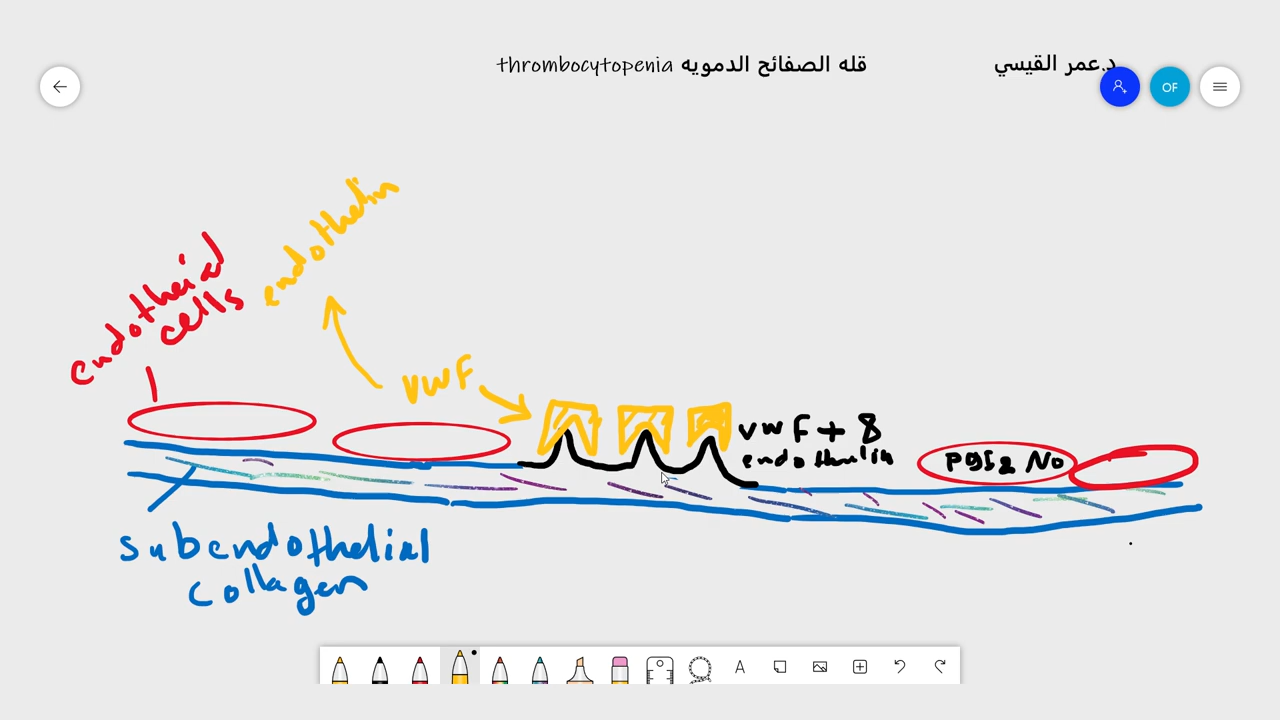 د.عمر القيسي
قله الصفائح الدمويه thrombocytopenia
OF
endothelin
endothelial
cells
VWF
VWF + 8
endothelin
PGI2 NO
subendothelial
collagen
A